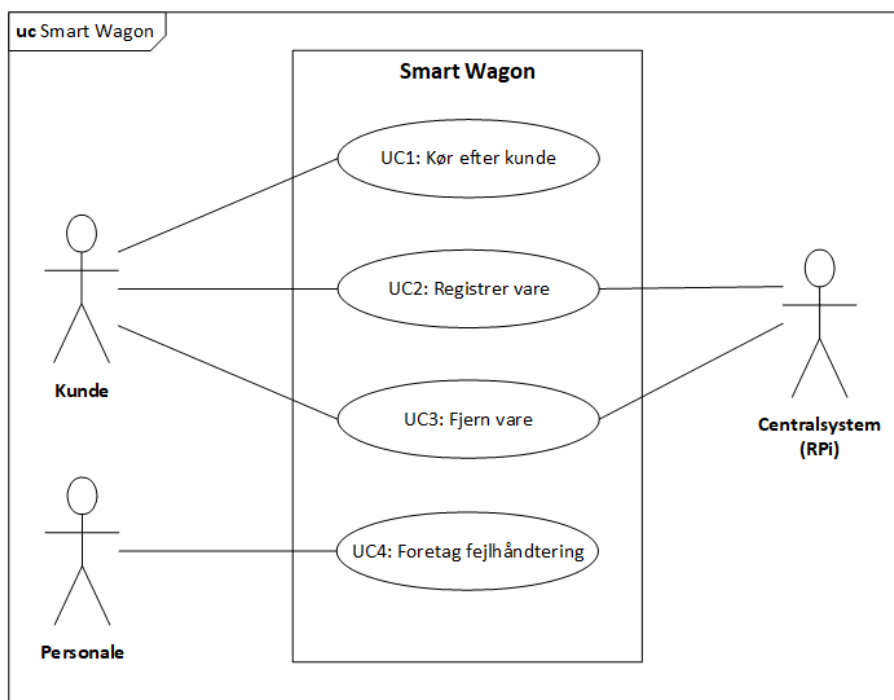 uc Smart Wagon
Smart Wagon
UC1: Kør efter kunde
UC2: Registrer vare
UC3: Fjern vare
UC4: Foretag fejlhåndtering
Kunde
Centralsystem
(RPi)
Personale